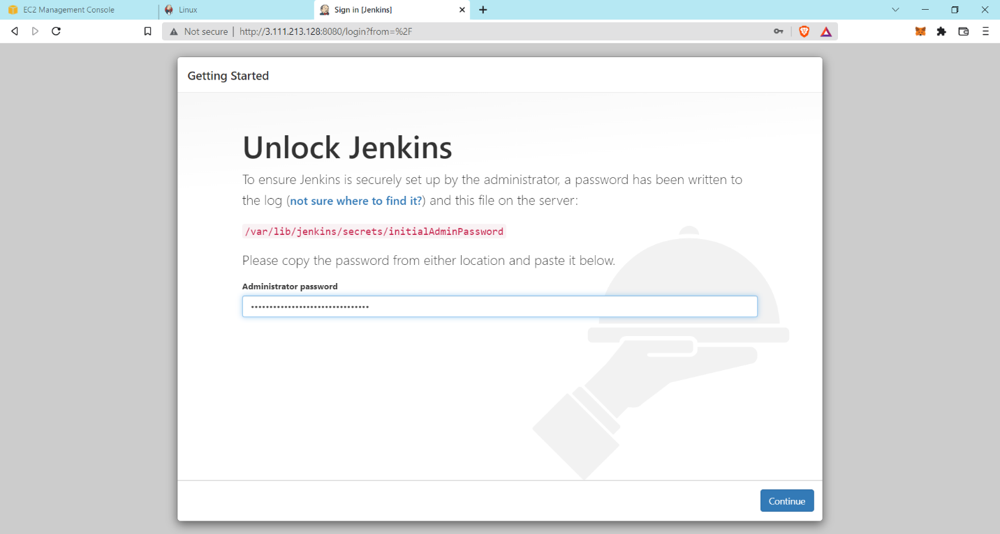 EC2 Management Console
Linux
Sign in [Jenkins]
Not secure | http://3.111.213.128:8080/login?from=%2F
Getting Started
Unlock Jenkins
To ensure Jenkins is securely set up by the administrator, a password has been written to
the log (not sure where to find it?) and this file on the server:
/var/lib/jenkins/secrets/initialAdminPassword
Please copy the password from either location and paste it below.
Administrator password
••••••••••••••••••••••••••••••••
Continue